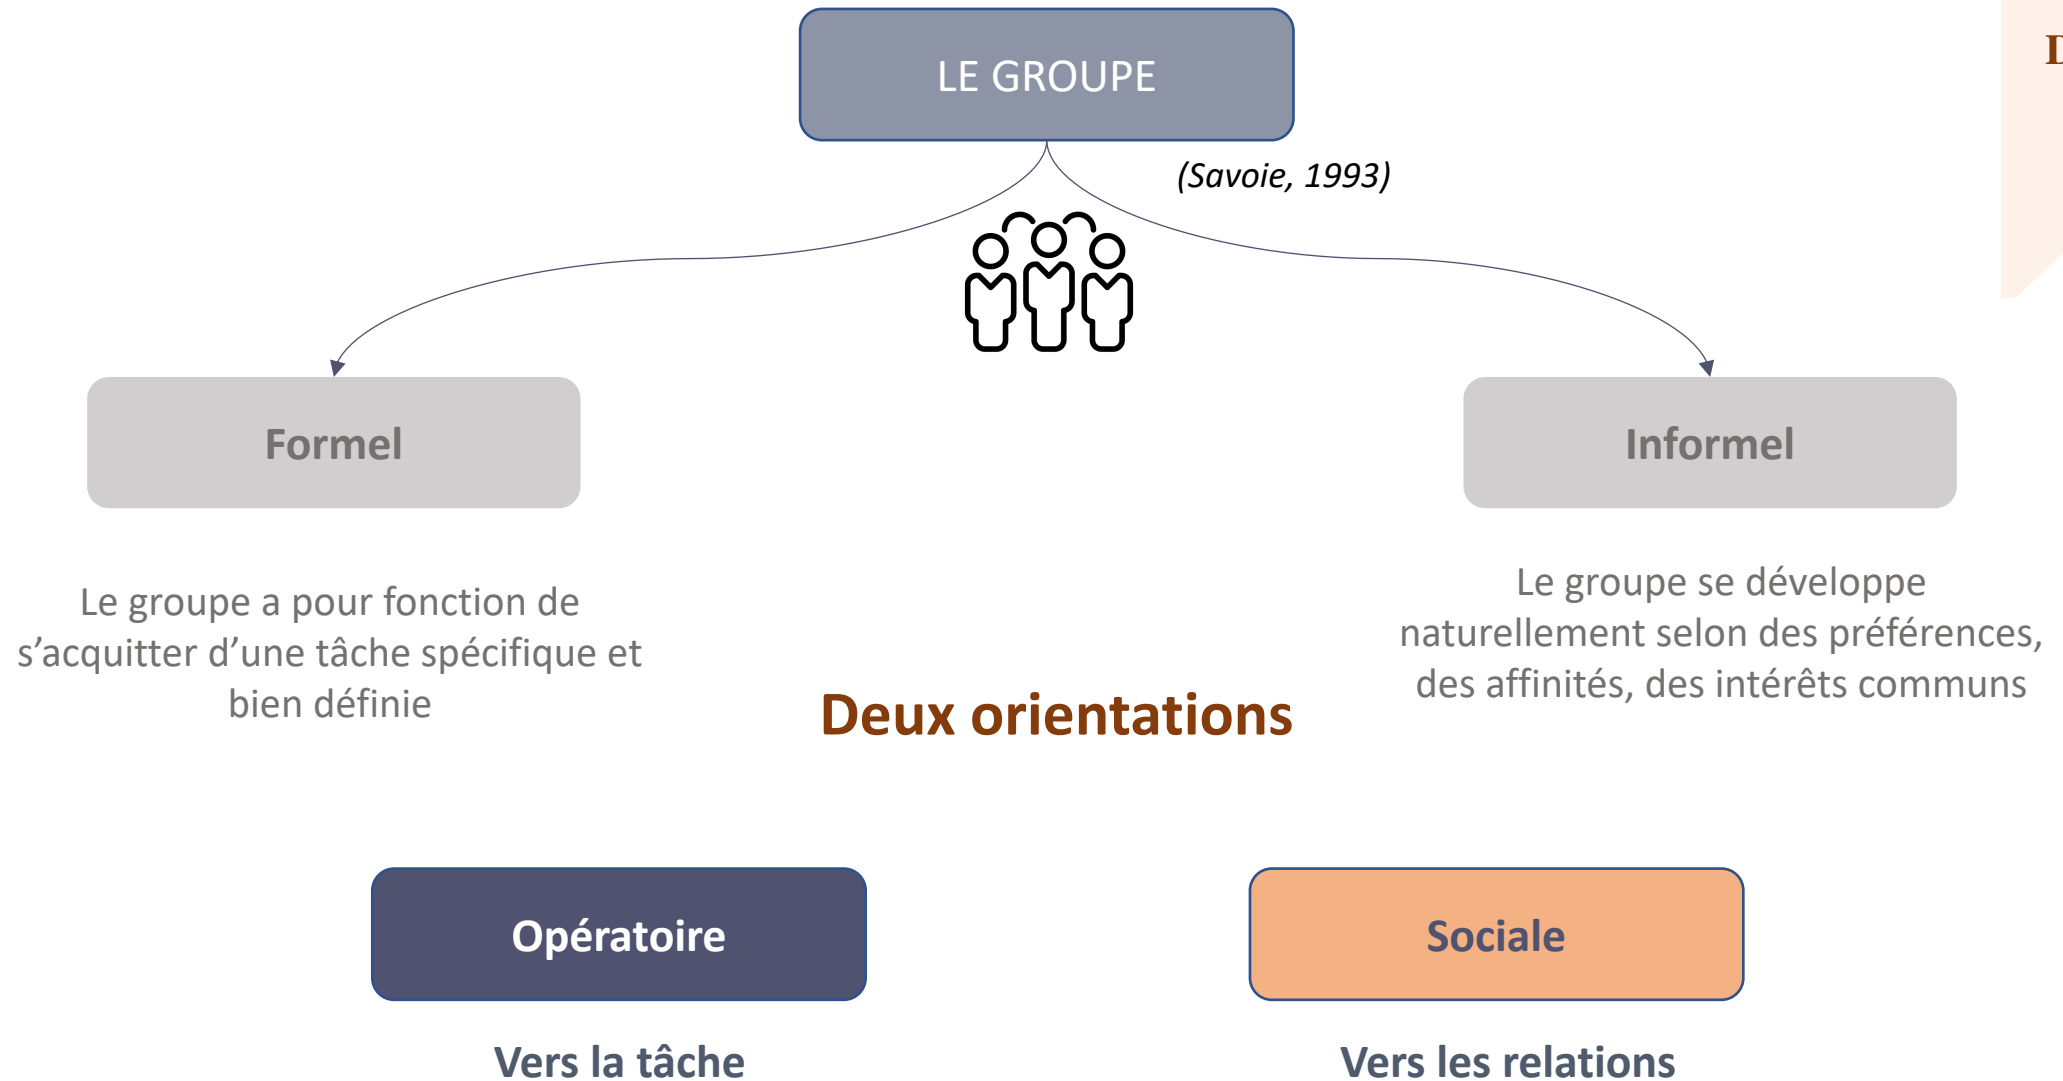 LE GROUPE
(Savoie, 1993)
D
Formel
Informel
Le groupe a pour fonction de
s’acquitter d’une tâche spécifique et
bien définie
Le groupe se développe
naturellement selon des préférences,
des affinités, des intérêts communs
Deux orientations
Opératoire
Sociale
Vers la tâche
Vers les relations